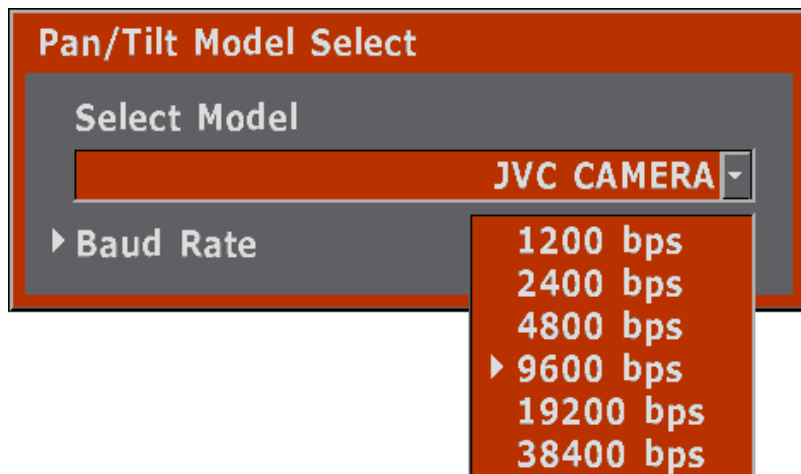 Pan/Tilt Model Select
Select Model
JVC CAMERA
Baud Rate
1200 bps
2400 bps
4800 bps
9600 bps
19200 bps
38400 bps